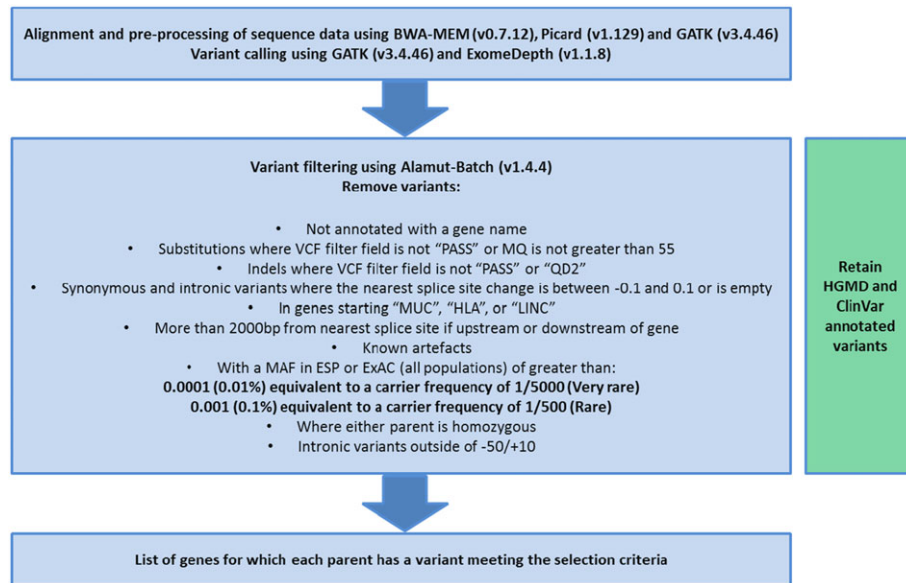 Alignment and pre-processing of sequence data using BWA-MEM (v0.7.12), Picard (v1.129) and GATK (v3.4.46)
Variant calling using GATK (v3.4.46) and ExomeDepth (v1.1.8)
Variant filtering using Alamut-Batch (v1.4.4)
Remove variants:
• Not annotated with a gene name
• Substitutions where VCF filter field is not “PASS” or MQ is not greater than 55
• Indels where VCF filter field is not “PASS” or “QD2”
• Synonymous and intronic variants where the nearest splice site change is between -0.1 and 0.1 or is empty
• In genes starting “MUC”, “HLA”, or “LINC”
• More than 2000bp from nearest splice site if upstream or downstream of gene
• Known artefacts
• With a MAF in ESP or ExAC (all populations) of greater than:
0.0001 (0.01%) equivalent to a carrier frequency of 1/5000 (Very rare)
0.001 (0.1%) equivalent to a carrier frequency of 1/500 (Rare)
• Where either parent is homozygous
• Intronic variants outside of -50/+10
Retain
HGMD and
ClinVar
annotated
variants
List of genes for which each parent has a variant meeting the selection criteria